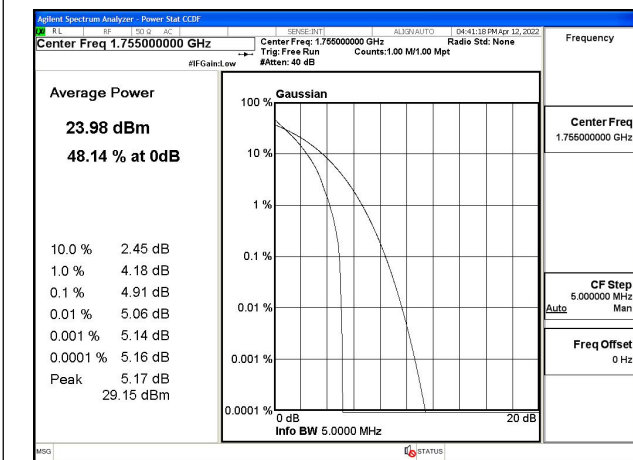 Agilent Spectrum Analyzer - Power Stat CCDF
RL RF 50 Ω AC SENSE:INT ALIGN AUTO 04:41:18 PM Apr 12, 2022
Center Freq 1.755000000 GHz
Center Freq: 1.755000000 GHz Radio Std: None
Trig: Free Run Counts:1.00 M/1.00 Mpt
#IFGain:Low #Atten: 40 dB
Frequency
Average Power
23.98 dBm
48.14 % at 0dB
10.0 % 2.45 dB
1.0 % 4.18 dB
0.1 % 4.91 dB
0.01 % 5.06 dB
0.001 % 5.14 dB
0.0001 % 5.16 dB
Peak 5.17 dB
29.15 dBm
Gaussian
100 %
10 %
1 %
0.1 %
0.01 %
0.001 %
0.0001 %
0 dB 20 dB
Info BW 5.0000 MHz
Center Freq
1.755000000 GHz
CF Step
5.000000 MHz
Auto Man
Freq Offset
0 Hz
MSG STATUS